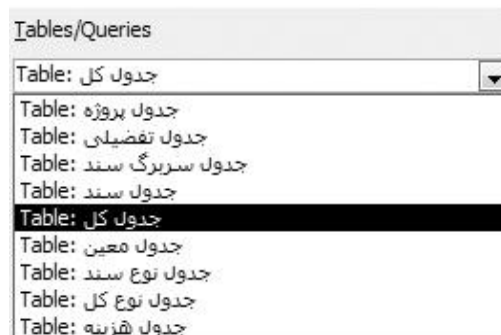 Tables/Queries
Table: جدول کل
Table: جدول پروژه
Table: جدول تفضیلی
جدول سربرگ سند
Table: جدول سند
Table: جدول کل
Table: جدول معین
جدول نوع سند :Table
Table: جدول نوع کل
Table: جدول هزینه